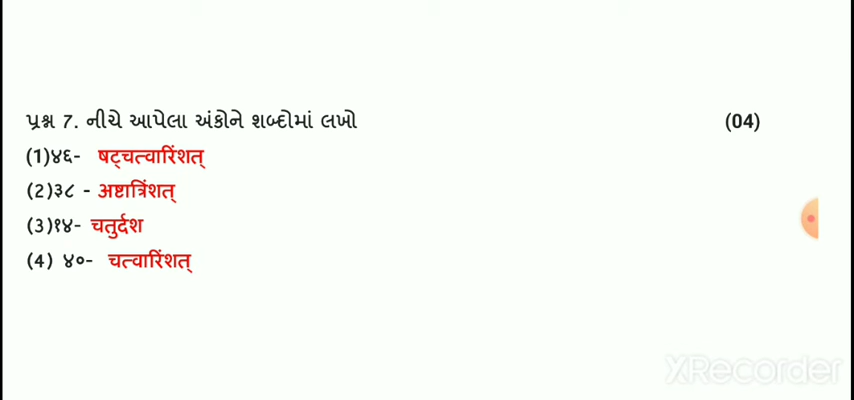 પ્રશ્ન 7. નીચે આપેલા અંકોને શબ્દોમાં લખો (04)
(1)૪૬- षट्चत्वारिंशत्
(2)૩૮ - अष्टात्रिंशत्
(3)૧૪- चतुर्दश
(4) ૪૦- चत्वारिंशत्
XRecorder